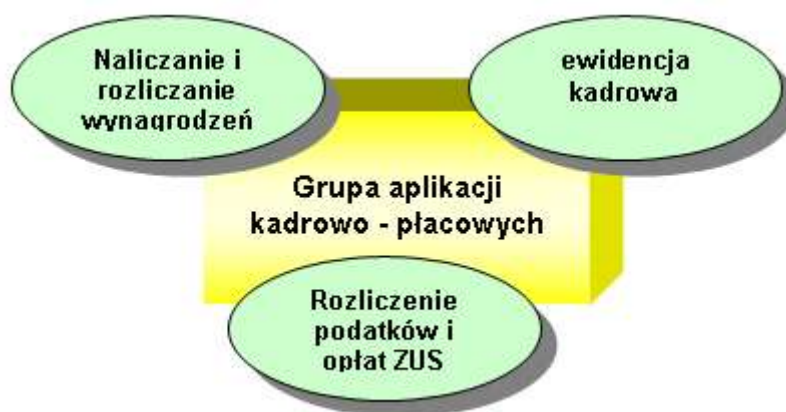 Naliczanie i
rozliczanie
wynagrodzeń
ewidencja
kadrowa
Grupa aplikacji
kadrowo - płacowych
Rozliczenie
podatków i
opłat ZUS